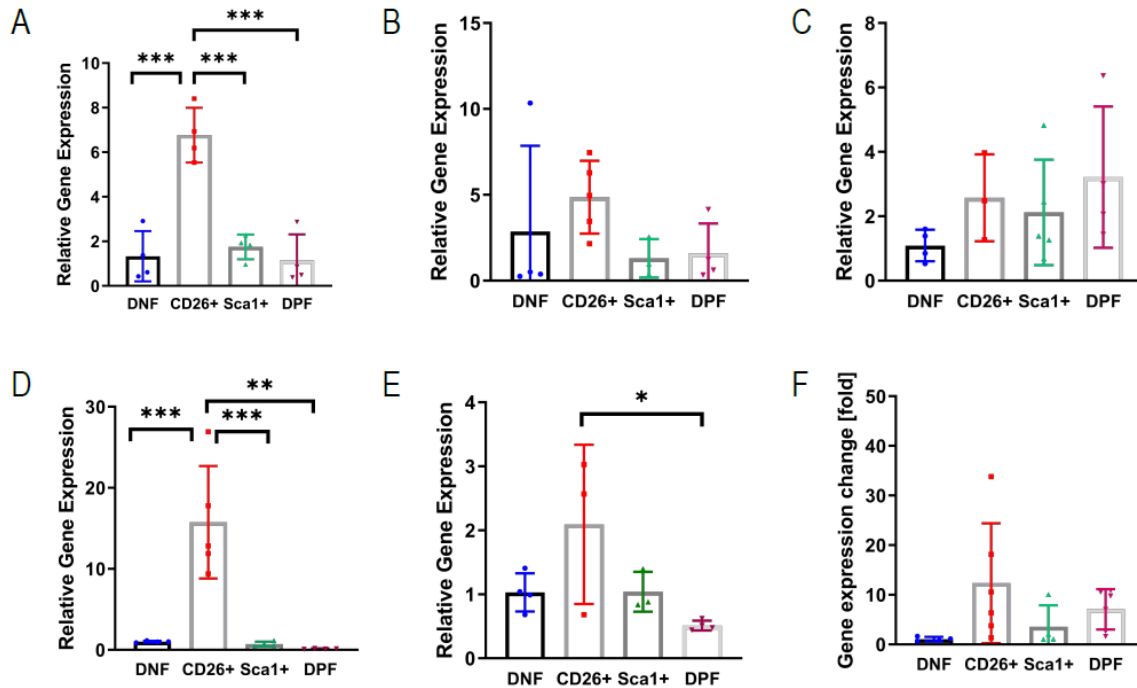 A
Relative Gene Expression
10
8
6
4
2
0
***
***
***
DNF CD26+ Sca1+ DPF
B
Relative Gene Expression
15
10
5
0
DNF CD26+ Sca1+ DPF
C
Relative Gene Expression
8
6
4
2
0
DNF CD26+ Sca1+ DPF
D
Relative Gene Expression
30
20
10
0
**
***
***
DNF CD26+ Sca1+ DPF
E
Relative Gene Expression
4
3
2
1
0
*
DNF CD26+ Sca1+ DPF
F
Gene expression change [fold]
50
40
30
20
10
0
DNF CD26+ Sca1+ DPF